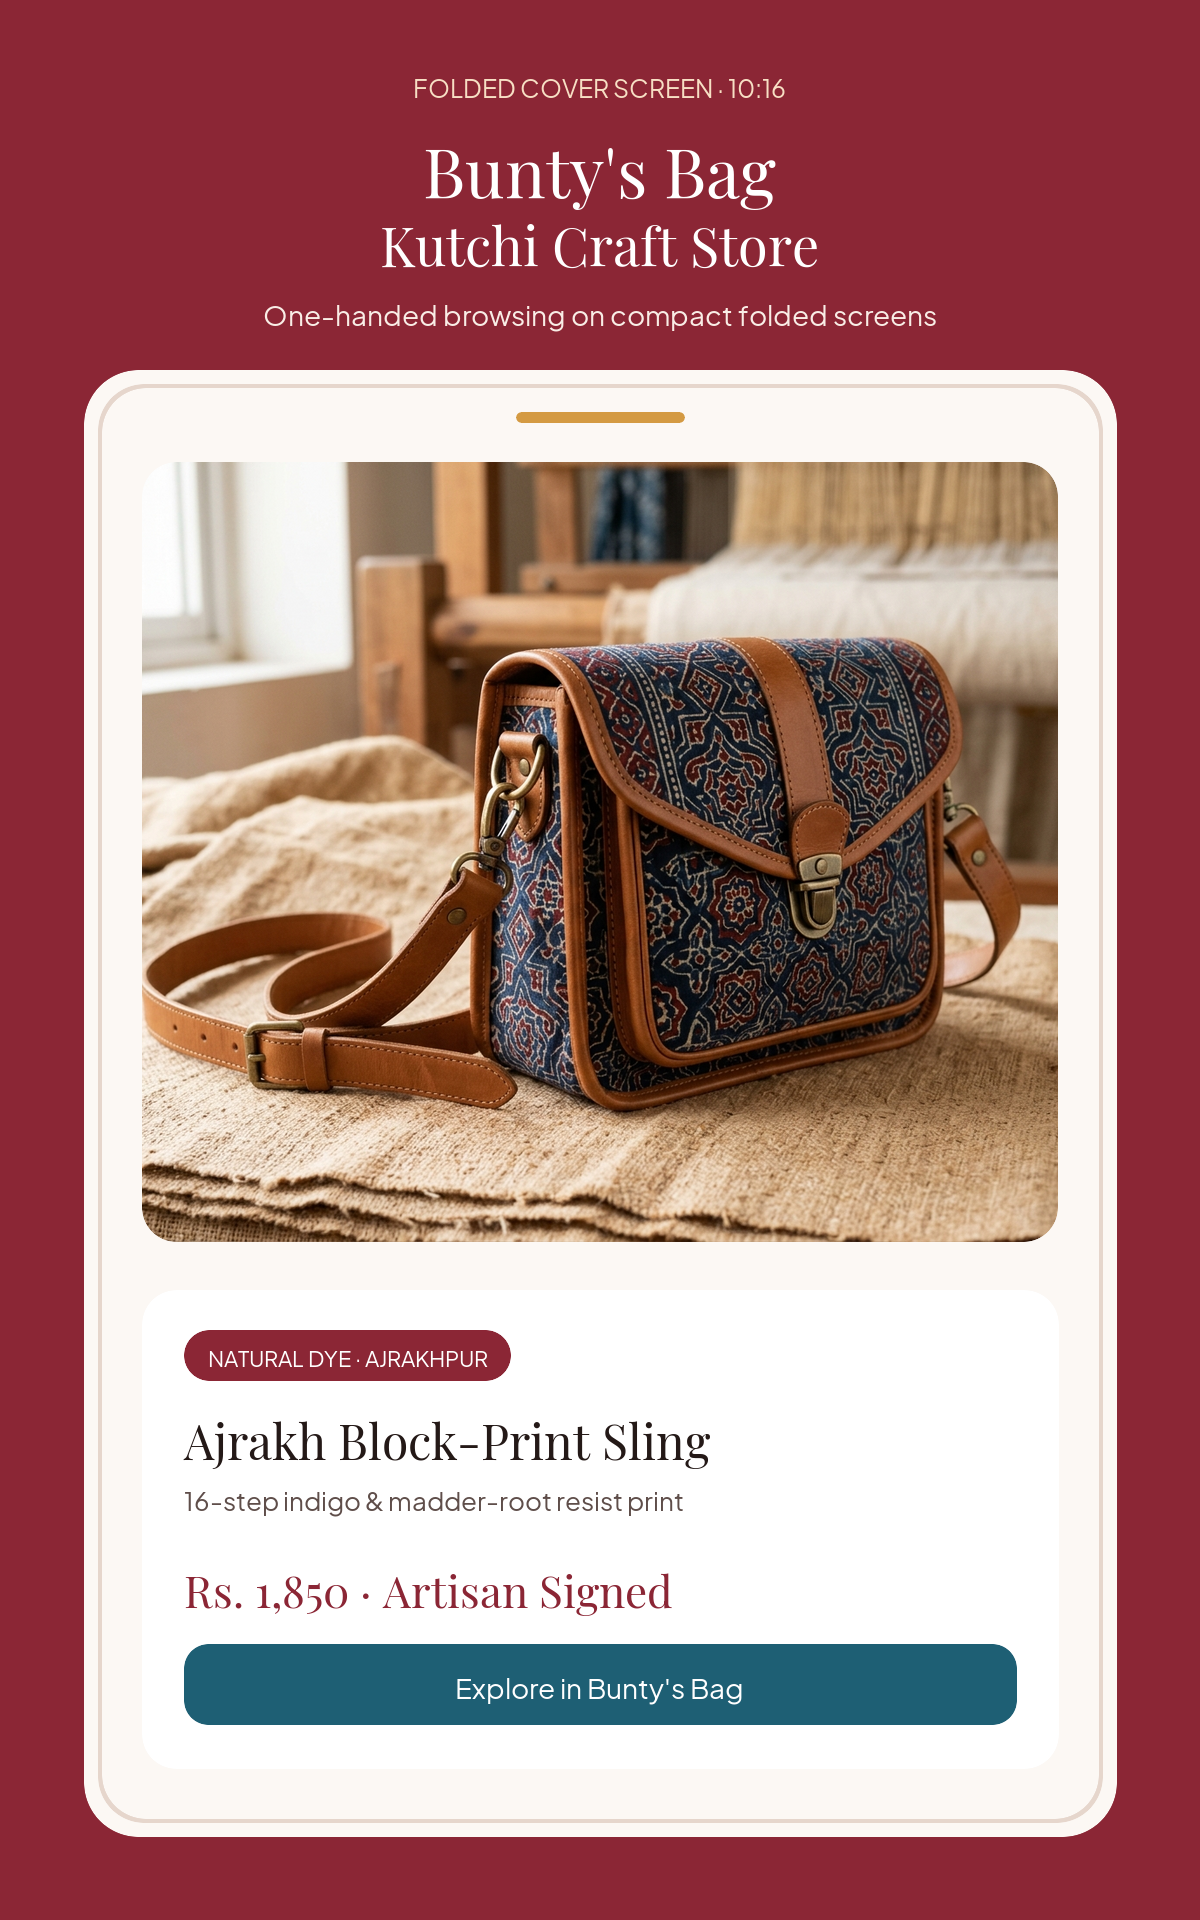 FOLDED COVER SCREEN · 10:16
Bunty's Bag
Kutchi Craft Store
One-handed browsing on compact folded screens
NATURAL DYE · AJRAKHPUR
Ajrakh Block-Print Sling
16-step indigo & madder-root resist print
Rs. 1,850 · Artisan Signed
Explore in Bunty's Bag